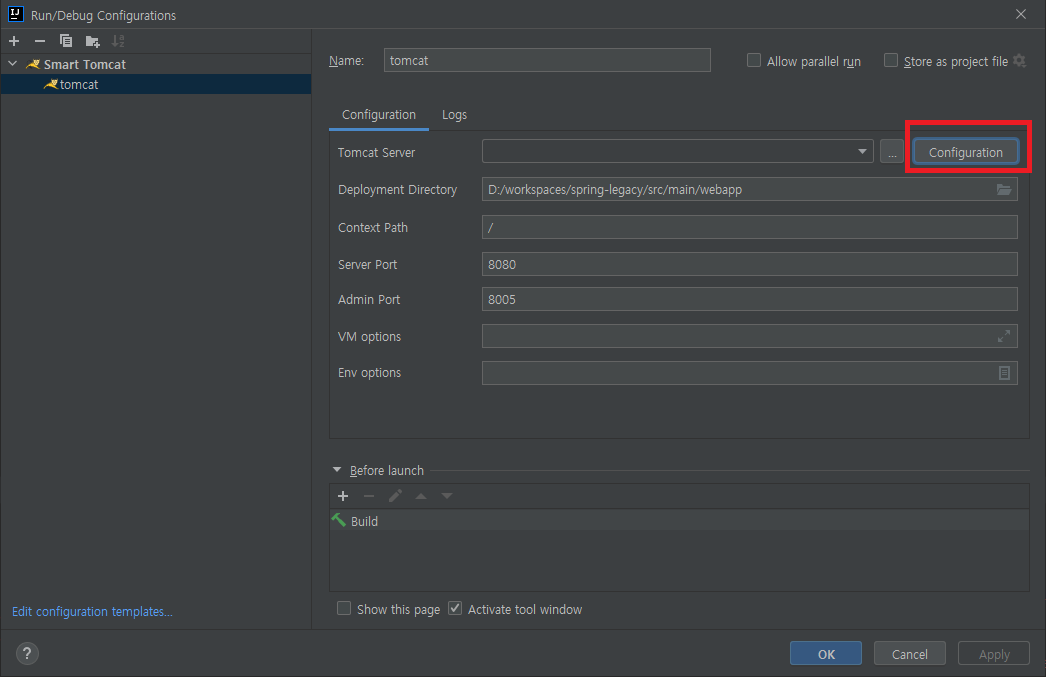 IJ Run/Debug Configurations
Smart Tomcat
tomcat
Name: tomcat
Allow parallel run
Store as project file
Configuration Logs
Tomcat Server ... Configuration
Deployment Directory D:/workspaces/spring-legacy/src/main/webapp
Context Path /
Server Port 8080
Admin Port 8005
VM options
Env options
Before launch
Build
Show this page Activate tool window
Edit configuration templates...
? OK Cancel Apply